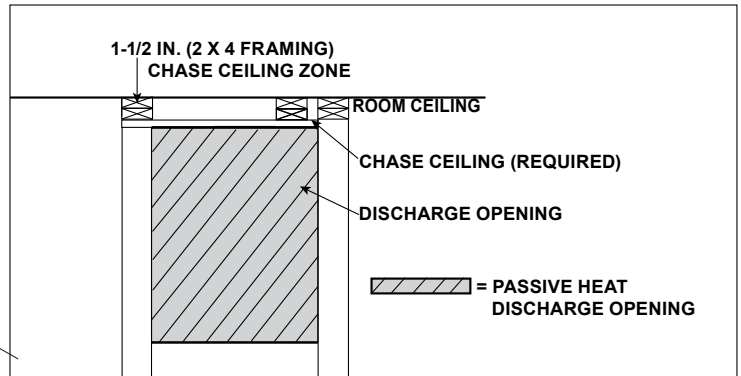 1-1/2 IN. (2 X 4 FRAMING)
CHASE CEILING ZONE
ROOM CEILING
CHASE CEILING (REQUIRED)
DISCHARGE OPENING
= PASSIVE HEAT
DISCHARGE OPENING